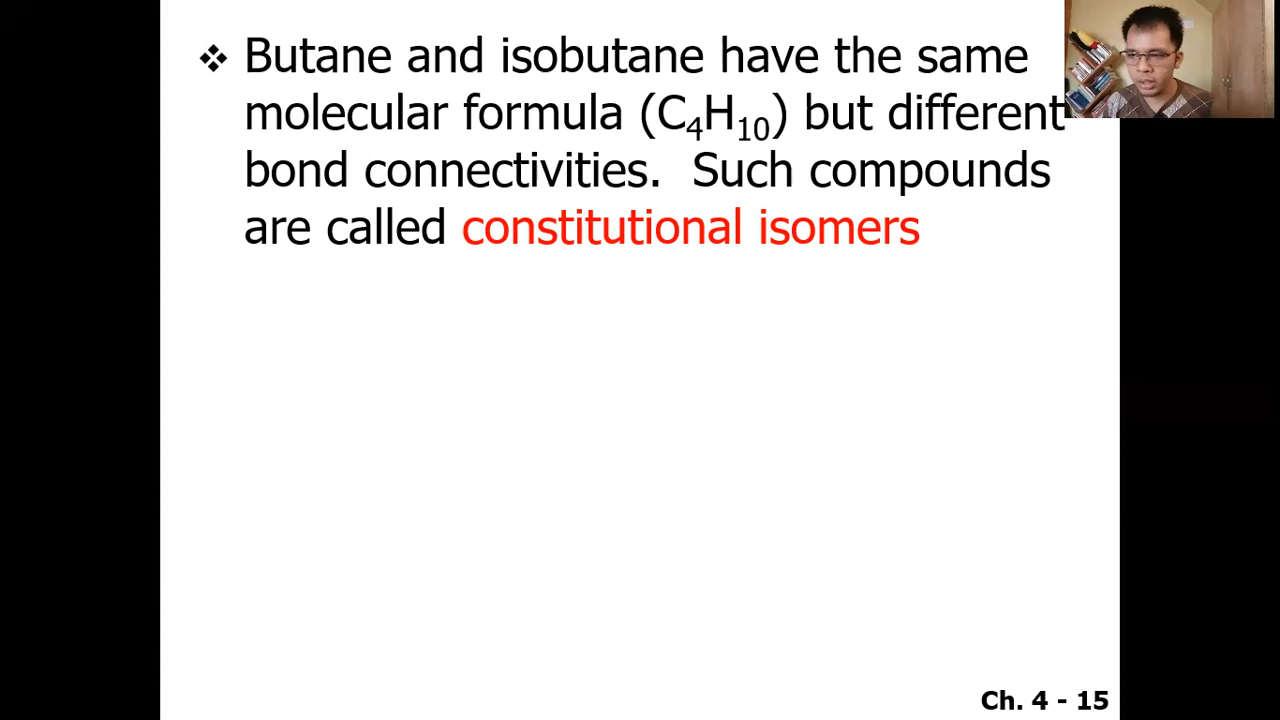 ❖ Butane and isobutane have the same
molecular formula (C₄H₁₀) but different
bond connectivities. Such compounds
are called constitutional isomers
Ch. 4 - 15